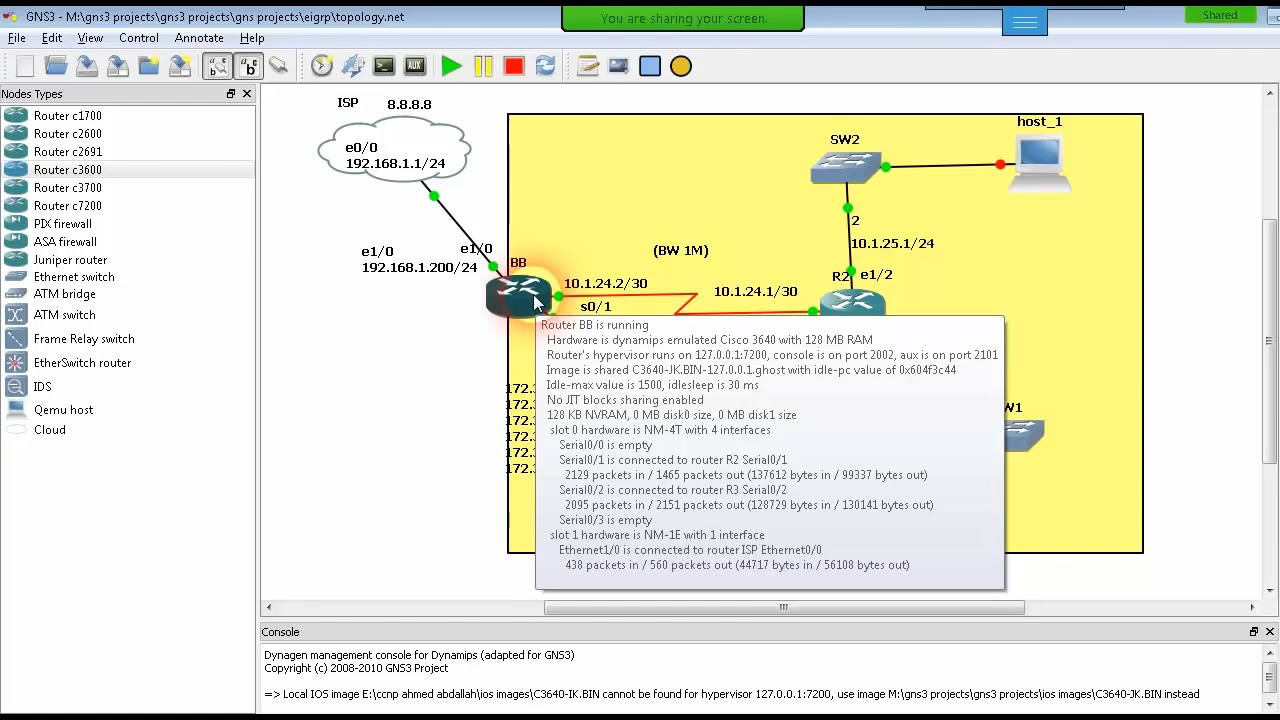 GNS3 - M:\gns3 projects\gns3 projects\gns projects\eigrp\topology.net
You are sharing your screen.
Shared
File Edit View Control Annotate Help
AUX
Nodes Types
Router c1700
Router c2600
Router c2691
Router c3600
Router c3700
Router c7200
PIX firewall
ASA firewall
Juniper router
Ethernet switch
ATM bridge
ATM switch
Frame Relay switch
EtherSwitch router
IDS
Qemu host
Cloud
ISP 8.8.8.8
e0/0
192.168.1.1/24
host_1
SW2
2
10.1.25.1/24
(BW 1M)
e1/0
e1/0
192.168.1.200/24
BB
R2 e1/2
10.1.24.2/30
10.1.24.1/30
s0/1
Router BB is running
Hardware is dynamips emulated Cisco 3640 with 128 MB RAM
Router's hypervisor runs on 127.0.0.1:7200, console is on port 2002, aux is on port 2101
Image is shared C3640-JK.BIN-127.0.0.1.ghost with idle-pc value of 0x604f3c44
Idle-max value is 1500, idlesleep is 30 ms
No JIT blocks sharing enabled
128 KB NVRAM, 0 MB disk0 size, 0 MB disk1 size
slot 0 hardware is NM-4T with 4 interfaces
Serial0/0 is empty
Serial0/1 is connected to router R2 Serial0/1
2129 packets in / 1465 packets out (137612 bytes in / 99337 bytes out)
Serial0/2 is connected to router R3 Serial0/2
2095 packets in / 2151 packets out (128729 bytes in / 130141 bytes out)
Serial0/3 is empty
slot 1 hardware is NM-1E with 1 interface
Ethernet1/0 is connected to router ISP Ethernet0/0
438 packets in / 560 packets out (44717 bytes in / 56108 bytes out)
172.
172.
172.
172.
172.
172.
W1
Console
Dynagen management console for Dynamips (adapted for GNS3)
Copyright (c) 2008-2010 GNS3 Project
=> Local IOS image E:\ccnp ahmed abdallah\ios images\C3640-IK.BIN cannot be found for hypervisor 127.0.0.1:7200, use image M:\gns3 projects\gns3 projects\ios images\C3640-JK.BIN instead